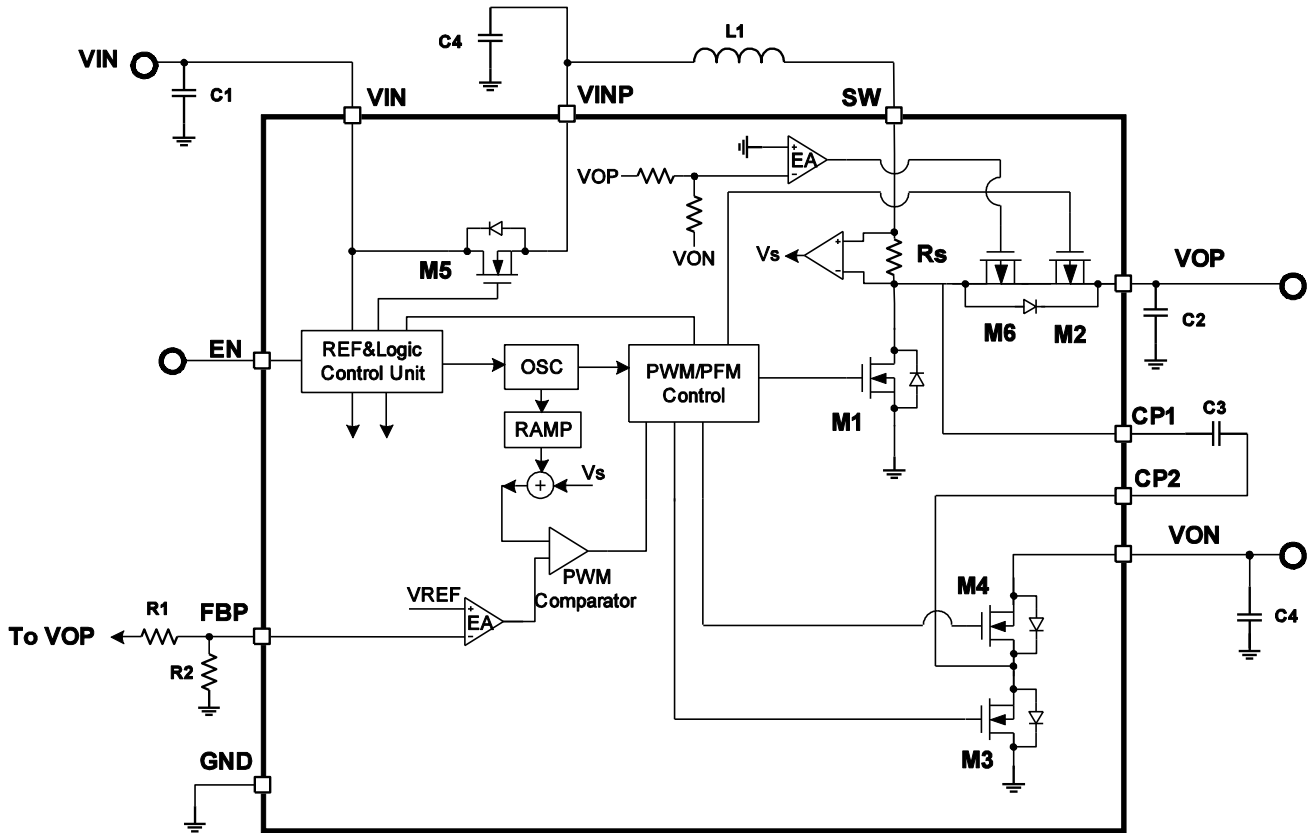 C4
L1
VIN
C1
VIN
VINP
SW
VOP
EA
+
-
VON
Vs
+
-
Rs
M5
VOP
M6
M2
C2
EN
REF&Logic
Control Unit
OSC
PWM/PFM
Control
M1
RAMP
+
Vs
CP1
C3
CP2
VON
PWM
Comparator
M4
C4
VREF
+
EA
-
R1
FBP
To VOP
R2
M3
GND